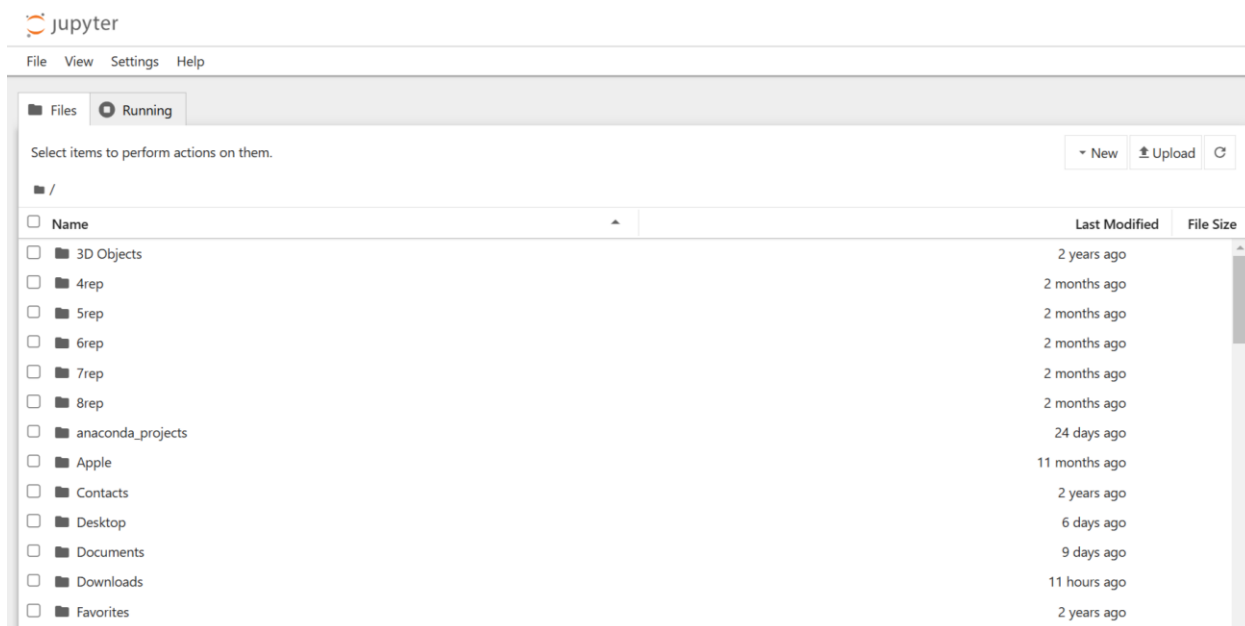 jupyter
File View Settings Help
Files Running
Select items to perform actions on them.
New Upload
/
Name Last Modified File Size
3D Objects 2 years ago
4rep 2 months ago
5rep 2 months ago
6rep 2 months ago
7rep 2 months ago
8rep 2 months ago
anaconda_projects 24 days ago
Apple 11 months ago
Contacts 2 years ago
Desktop 6 days ago
Documents 9 days ago
Downloads 11 hours ago
Favorites 2 years ago